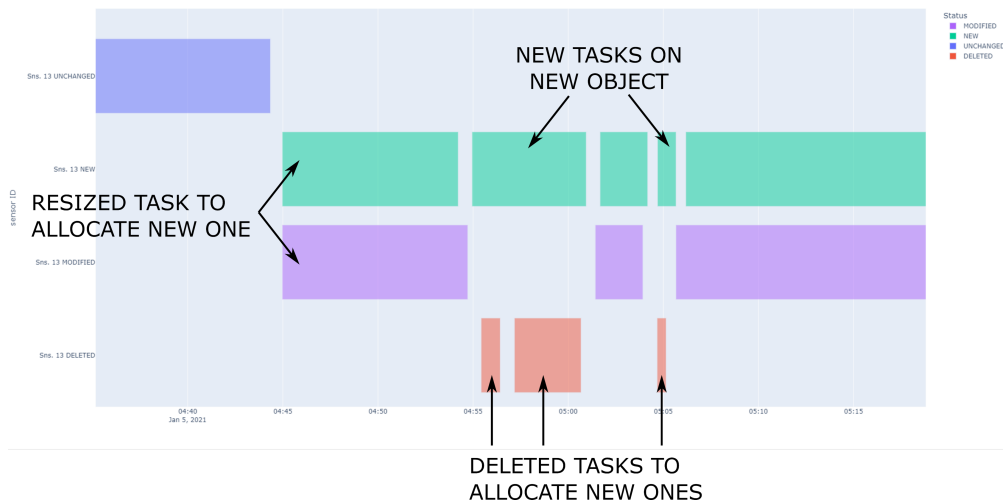 Status
MODIFIED
NEW
UNCHANGED
DELETED
NEW TASKS ON
NEW OBJECT
Sns. 13 UNCHANGED
Sns. 13 NEW
sensor ID
RESIZED TASK TO
ALLOCATE NEW ONE
Sns. 13 MODIFIED
Sns. 13 DELETED
04:40
Jan 5, 2021
04:45
04:50
04:55
05:00
05:05
05:10
05:15
DELETED TASKS TO
ALLOCATE NEW ONES